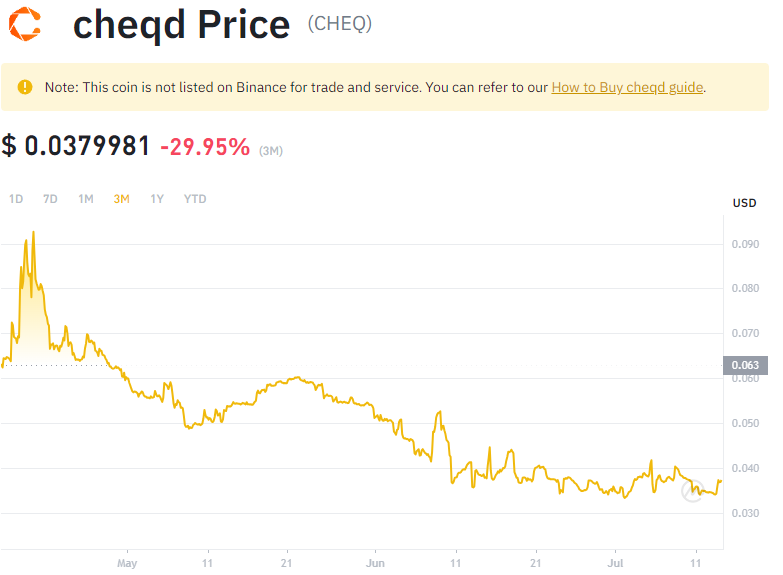 cheqd Price (CHEQ)
Note: This coin is not listed on Binance for trade and service. You can refer to our How to Buy cheqd guide.
$ 0.0379981 -29.95% (3M)
1D 7D 1M 3M 1Y YTD
USD
0.090
0.080
0.070
0.063
0.060
0.050
0.040
0.030
May 11 21 Jun 11 21 Jul 11